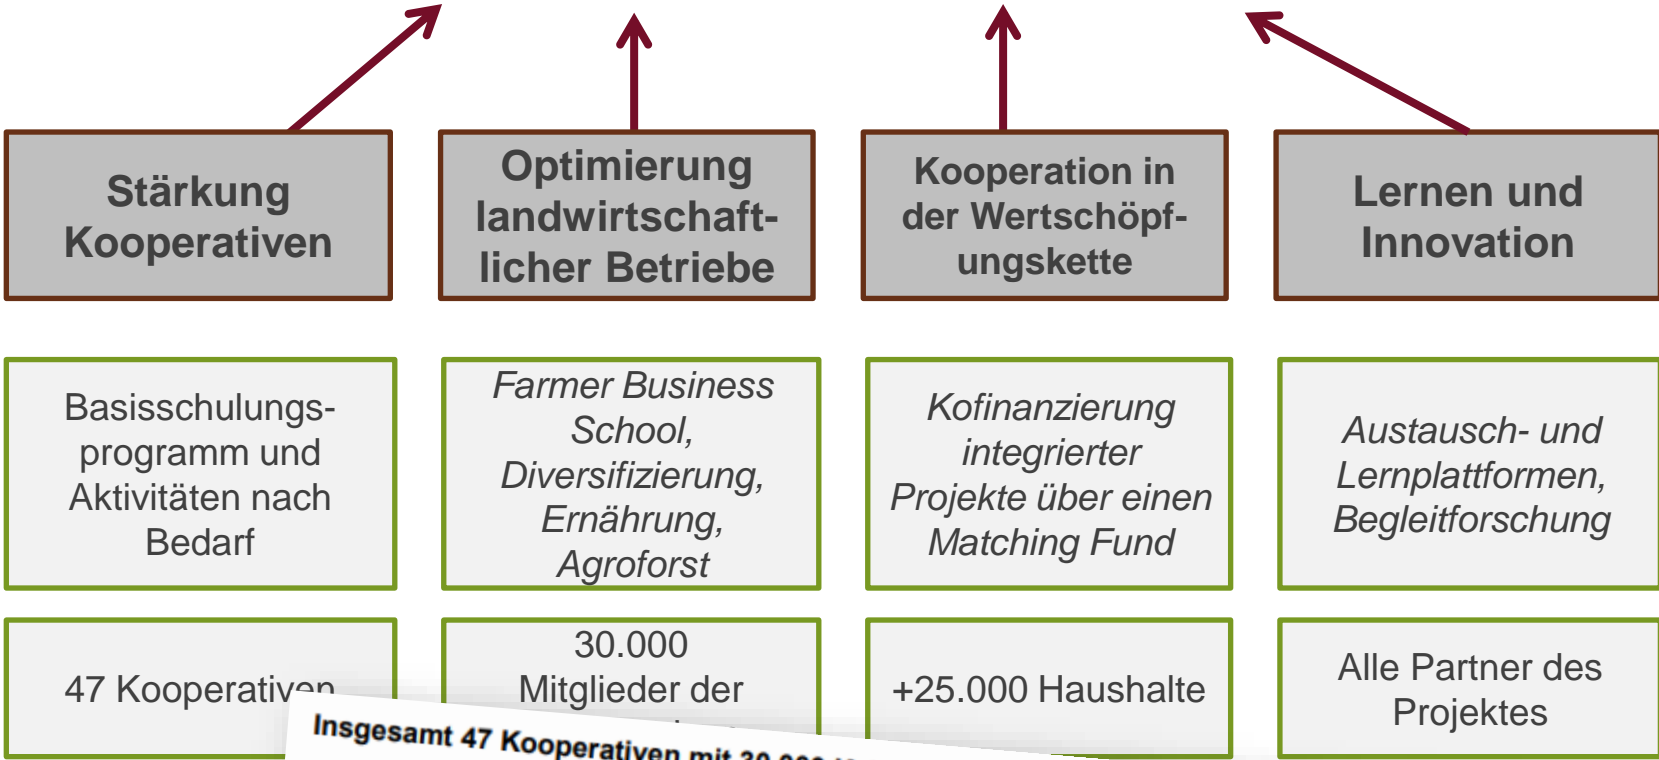 Stärkung
Kooperativen
Optimierung
landwirtschaft-
licher Betriebe
Kooperation in
der Wertschöpf-
ungskette
Lernen und
Innovation
Basisschulungs-
programm und
Aktivitäten nach
Bedarf
Farmer Business
School,
Diversifizierung,
Ernährung,
Agroforst
Kofinanzierung
integrierter
Projekte über einen
Matching Fund
Austausch- und
Lernplattformen,
Begleitforschung
47 Kooperativen
30.000
Mitglieder der
+25.000 Haushalte
Alle Partner des
Projektes
Insgesamt 47 Kooperativen mit